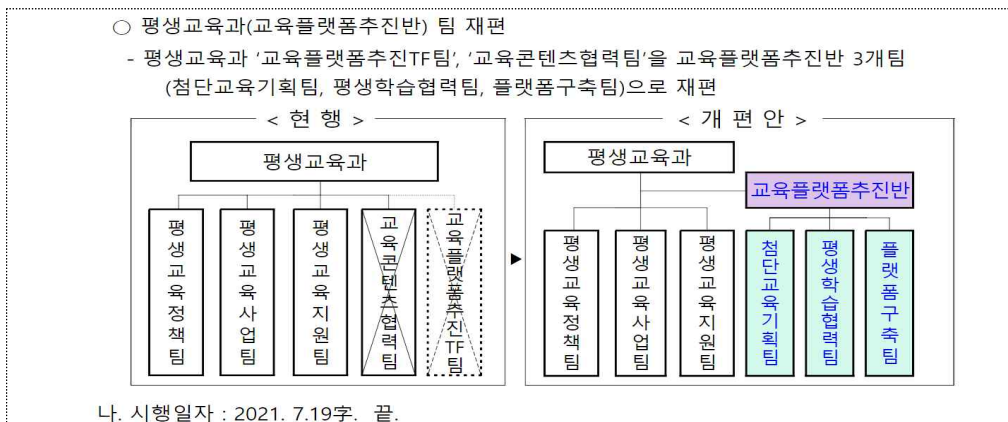 ○ 평생교육과(교육플랫폼추진반) 팀 재편
- 평생교육과 ‘교육플랫폼추진TF팀’, ‘교육콘텐츠협력팀’을 교육플랫폼추진반 3개팀
(첨단교육기획팀, 평생학습협력팀, 플랫폼구축팀)으로 재편
< 현 행 >
평생교육과
평생교육정책팀
평생교육사업팀
평생교육지원팀
교육콘텐츠협력팀
교육플랫폼추진TF팀
▶
< 개 편 안 >
평생교육과
교육플랫폼추진반
평생교육정책팀
평생교육사업팀
평생교육지원팀
첨단교육기획팀
평생학습협력팀
플랫폼구축팀
나. 시행일자 : 2021. 7.19字. 끝.